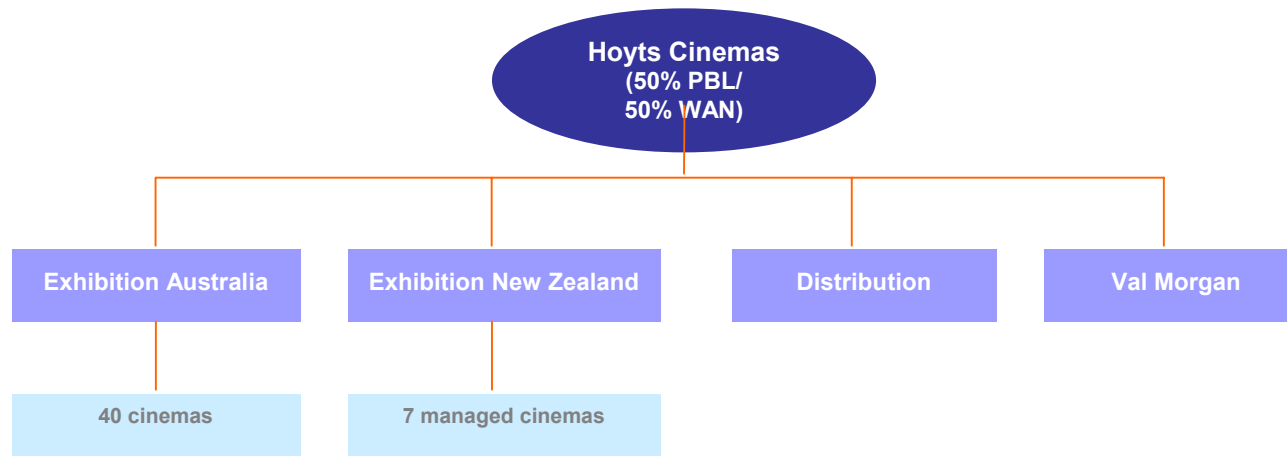 Hoyts Cinemas
(50% PBL/
50% WAN)
Exhibition Australia
Exhibition New Zealand
Distribution
Val Morgan
40 cinemas
7 managed cinemas